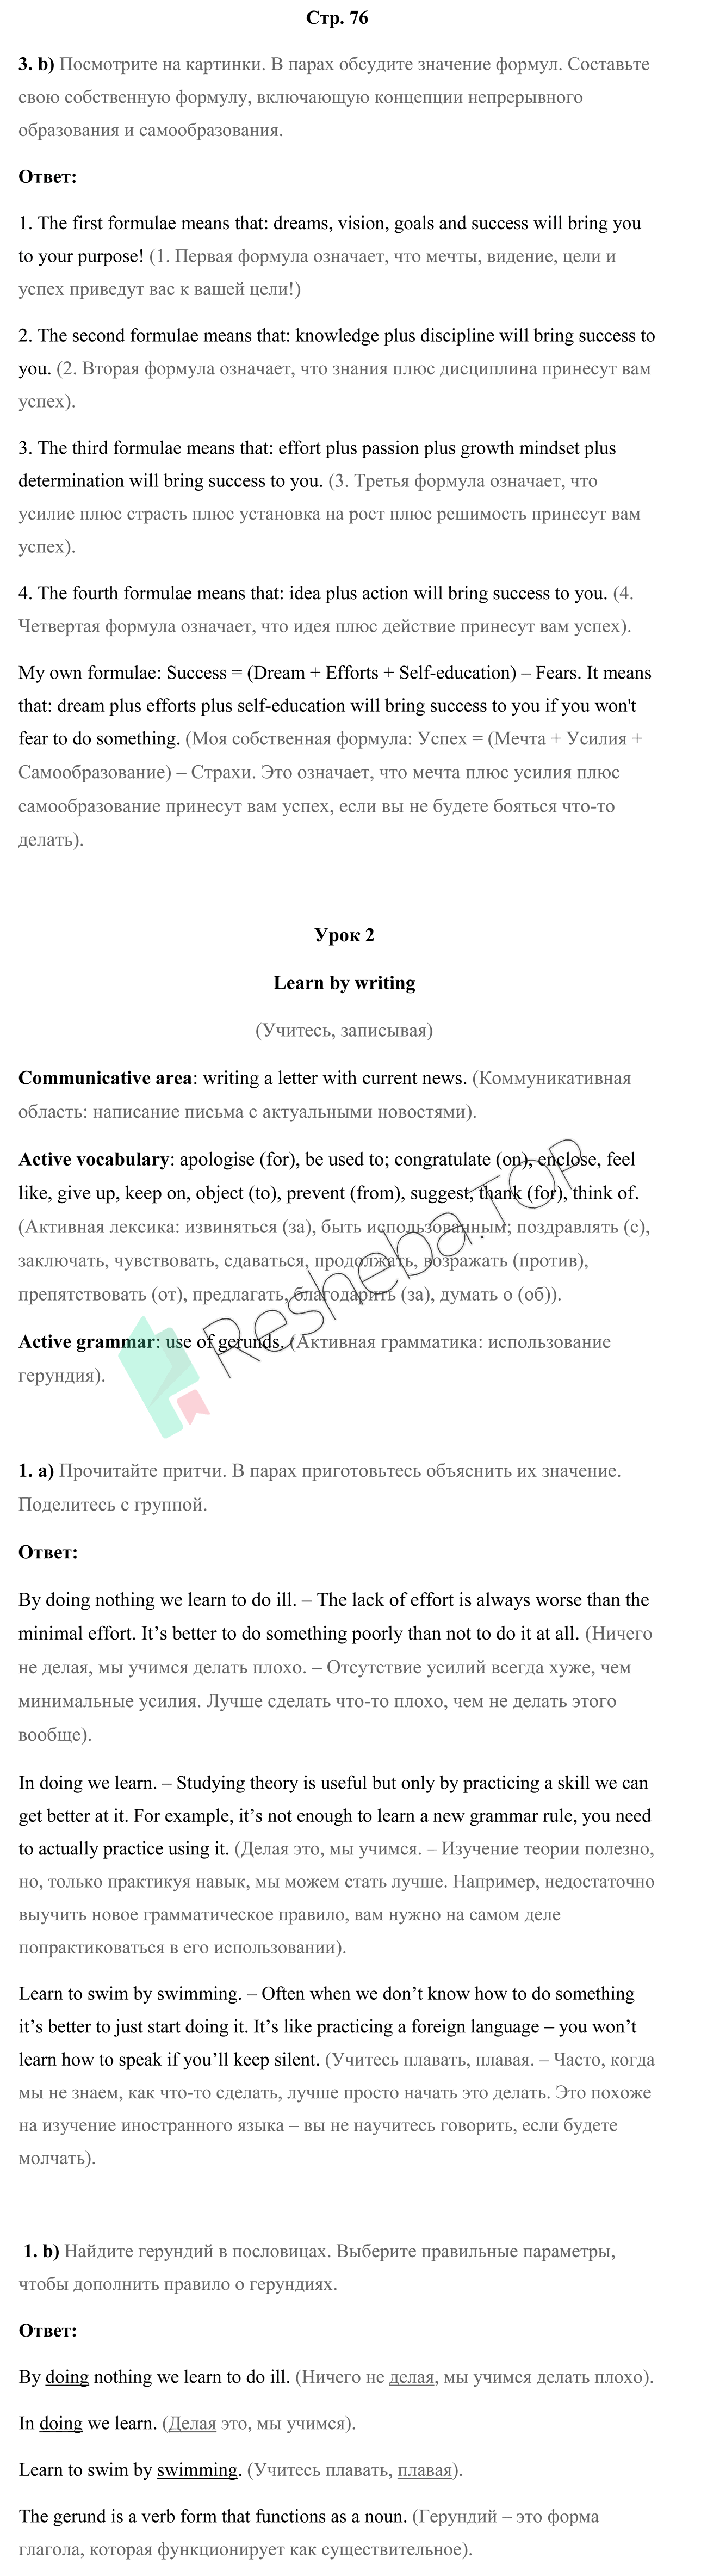 Стр. 76
3. b) Посмотрите на картинки. В парах обсудите значение формул. Составьте
свою собственную формулу, включающую концепции непрерывного
образования и самообразования.
Ответ:
1. The first formulae means that: dreams, vision, goals and success will bring you
to your purpose! (1. Первая формула означает, что мечты, видение, цели и
успех приведут вас к вашей цели!)
2. The second formulae means that: knowledge plus discipline will bring success to
you. (2. Вторая формула означает, что знания плюс дисциплина принесут вам
успех).
3. The third formulae means that: effort plus passion plus growth mindset plus
determination will bring success to you. (3. Третья формула означает, что
усилие плюс страсть плюс установка на рост плюс решимость принесут вам
успех).
4. The fourth formulae means that: idea plus action will bring success to you. (4.
Четвертая формула означает, что идея плюс действие принесут вам успех).
My own formulae: Success = (Dream + Efforts + Self-education) – Fears. It means
that: dream plus efforts plus self-education will bring success to you if you won't
fear to do something. (Моя собственная формула: Успех = (Мечта + Усилия +
Самообразование) – Страхи. Это означает, что мечта плюс усилия плюс
самообразование принесут вам успех, если вы не будете бояться что-то
делать).
Урок 2
Learn by writing
(Учитесь, записывая)
Communicative area: writing a letter with current news. (Коммуникативная
область: написание письма с актуальными новостями).
Active vocabulary: apologise (for), be used to; congratulate (on), enclose, feel
like, give up, keep on, object (to), prevent (from), suggest, thank (for), think of.
(Активная лексика: извиняться (за), быть использованным; поздравлять (с),
заключать, чувствовать, сдаваться, продолжать, возражать (против),
препятствовать (от), предлагать, благодарить (за), думать о (об)).
Resheba.TOP
Active grammar: use of gerunds. (Активная грамматика: использование
герундия).
1. a) Прочитайте притчи. В парах приготовьтесь объяснить их значение.
Поделитесь с группой.
Ответ:
By doing nothing we learn to do ill. – The lack of effort is always worse than the
minimal effort. It’s better to do something poorly than not to do it at all. (Ничего
не делая, мы учимся делать плохо. – Отсутствие усилий всегда хуже, чем
минимальные усилия. Лучше сделать что-то плохо, чем не делать этого
вообще).
In doing we learn. – Studying theory is useful but only by practicing a skill we can
get better at it. For example, it’s not enough to learn a new grammar rule, you need
to actually practice using it. (Делая это, мы учимся. – Изучение теории полезно,
но, только практикуя навык, мы можем стать лучше. Например, недостаточно
выучить новое грамматическое правило, вам нужно на самом деле
попрактиковаться в его использовании).
Learn to swim by swimming. – Often when we don’t know how to do something
it’s better to just start doing it. It’s like practicing a foreign language – you won’t
learn how to speak if you’ll keep silent. (Учитесь плавать, плавая. – Часто, когда
мы не знаем, как что-то сделать, лучше просто начать это делать. Это похоже
на изучение иностранного языка – вы не научитесь говорить, если будете
молчать).
1. b) Найдите герундий в пословицах. Выберите правильные параметры,
чтобы дополнить правило о герундиях.
Ответ:
By doing nothing we learn to do ill. (Ничего не делая, мы учимся делать плохо).
In doing we learn. (Делая это, мы учимся).
Learn to swim by swimming. (Учитесь плавать, плавая).
The gerund is a verb form that functions as a noun. (Герундий – это форма
глагола, которая функционирует как существительное).